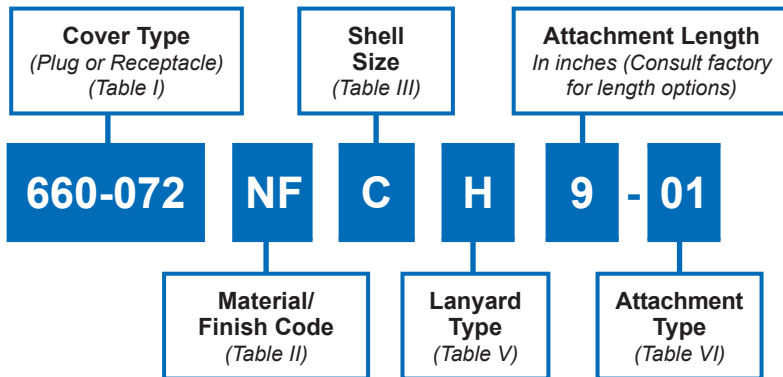 Cover Type
(Plug or Receptacle)
(Table I)
Shell
Size
(Table III)
Attachment Length
In inches (Consult factory
for length options)
660-072 NF C H 9 - 01
Material/
Finish Code
(Table II)
Lanyard
Type
(Table V)
Attachment
Type
(Table VI)